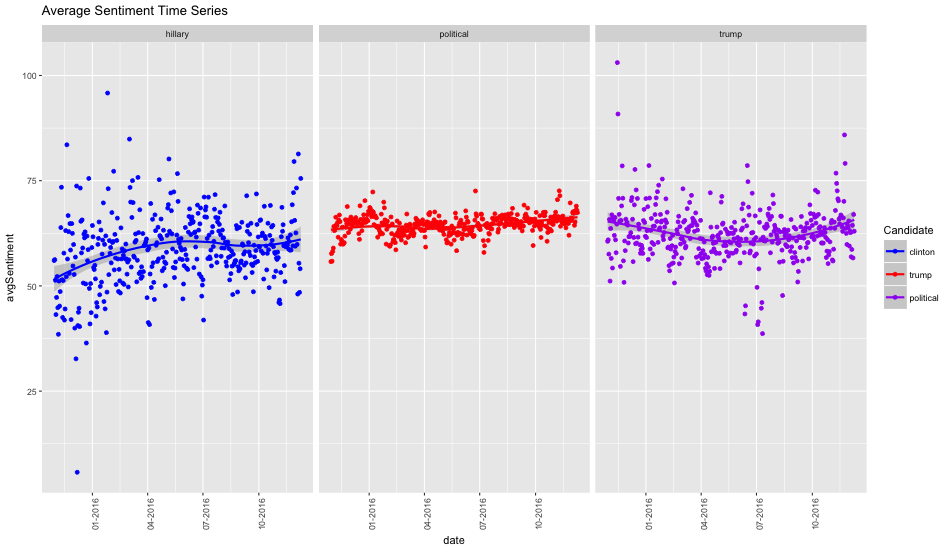 Average Sentiment Time Series
hillary
political
trump
avgSentiment
100
75
50
25
01-2016
04-2016
07-2016
10-2016
01-2016
04-2016
07-2016
10-2016
01-2016
04-2016
07-2016
10-2016
date
Candidate
clinton
trump
political